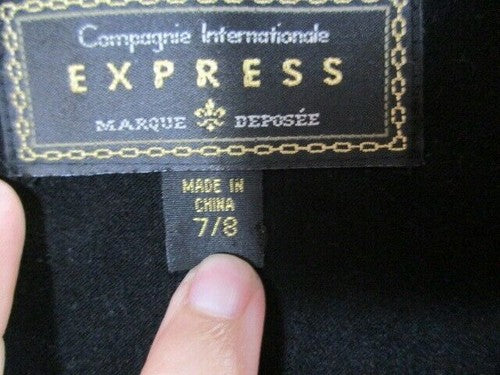 Compagnie Internationale
EXPRESS
MARQUE DEPOSÉE
MADE IN
CHINA
7/8